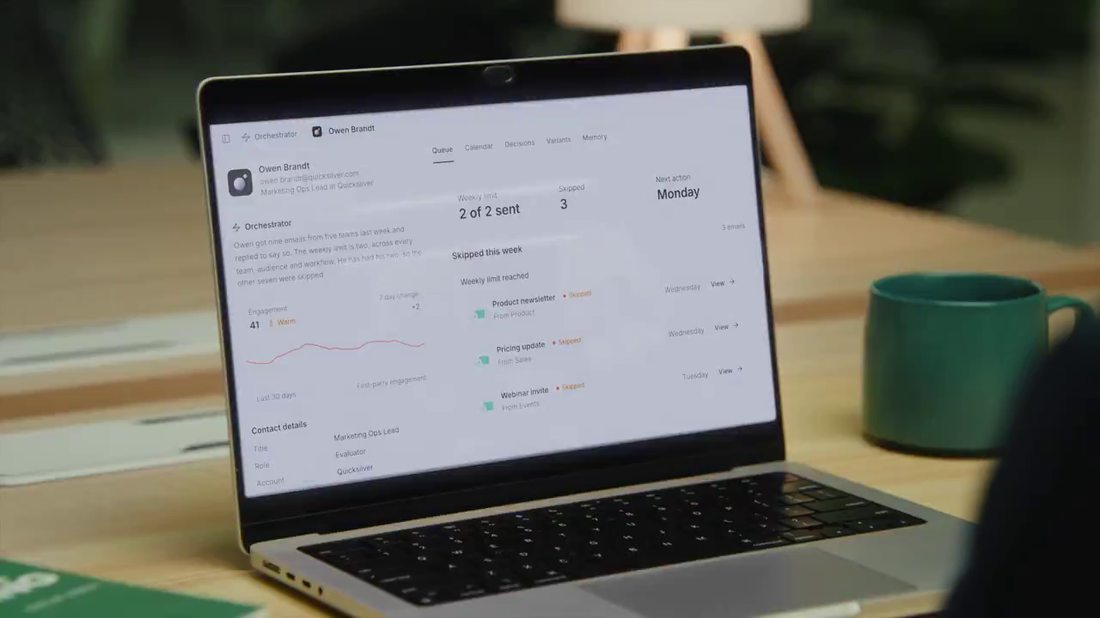 Orchestrator
Owen Brandt
Queue
Calendar
Decisions
Variants
Memory
Owen Brandt
owen.brandt@quicksilver.com
Marketing Ops Lead at Quicksilver
Orchestrator
Owen got nine emails from five teams last week and
replied to say so. The weekly limit is two, across every
team, audience and workflow. He has had his two, so the
other seven were skipped.
Engagement
7 day change
41
Warm
+2
Last 30 days
First-party engagement
Contact details
Title
Marketing Ops Lead
Role
Evaluator
Account
Quicksilver
Weekly limit
2 of 2 sent
Skipped
3
Next action
Monday
Skipped this week
3 emails
Weekly limit reached
Product newsletter
Skipped
From Product
Wednesday
View →
Pricing update
Skipped
From Sales
Wednesday
View →
Webinar invite
Skipped
From Events
Tuesday
View →